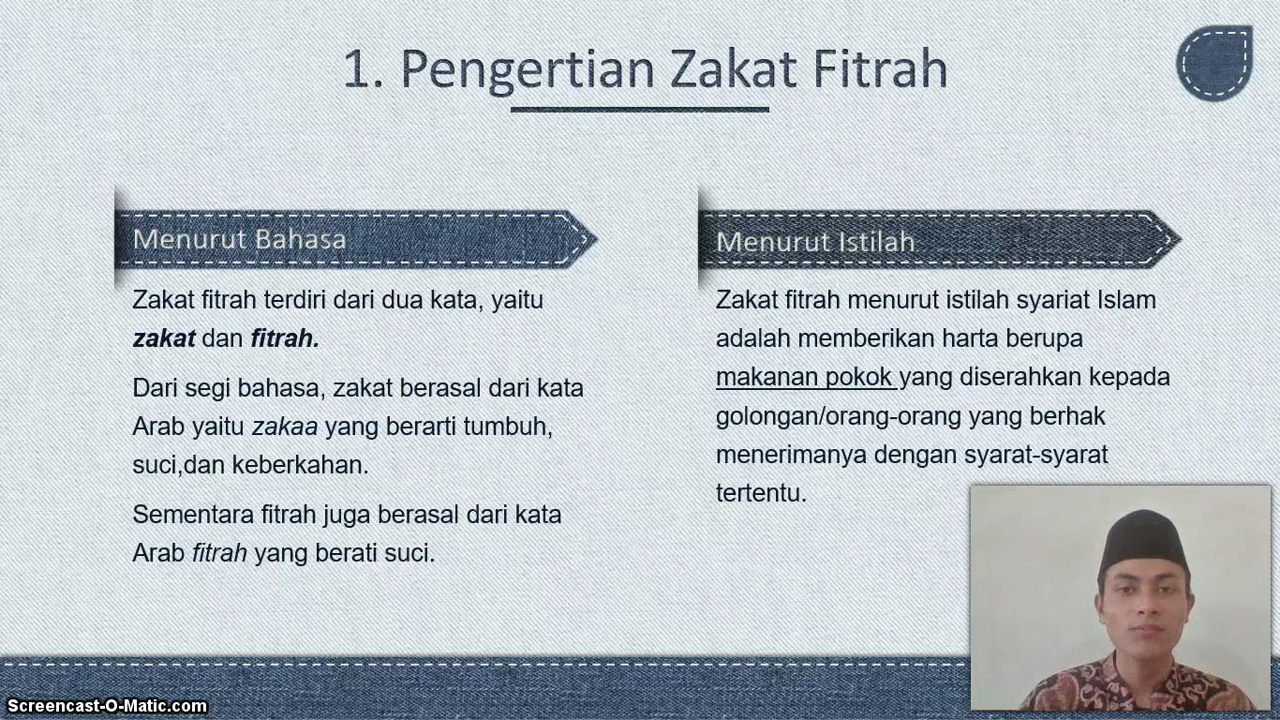 1. Pengertian Zakat Fitrah
Menurut Bahasa
Zakat fitrah terdiri dari dua kata, yaitu
zakat dan fitrah.
Dari segi bahasa, zakat berasal dari kata
Arab yaitu zakaa yang berarti tumbuh,
suci,dan keberkahan.
Sementara fitrah juga berasal dari kata
Arab fitrah yang berati suci.
Menurut Istilah
Zakat fitrah menurut istilah syariat Islam
adalah memberikan harta berupa
makanan pokok yang diserahkan kepada
golongan/orang-orang yang berhak
menerimanya dengan syarat-syarat
tertentu.
Screencast-O-Matic.com